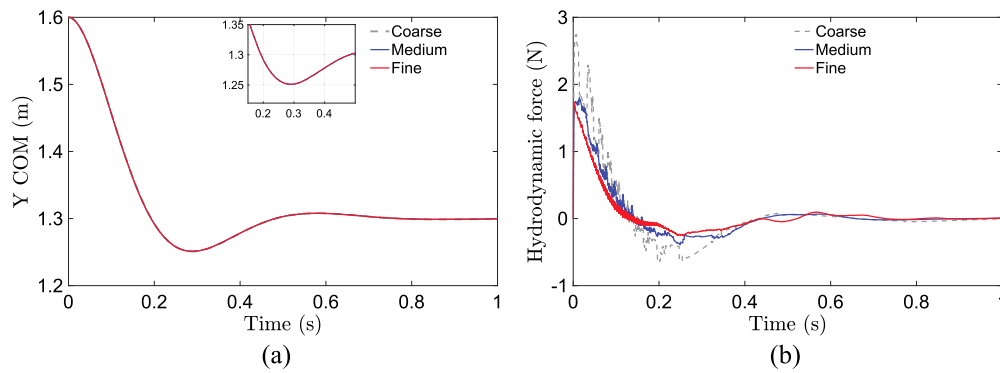 1.6
1.5
1.4
1.3
1.2
Y COM (m)
0 0.2 0.4 0.6 0.8 1
Time (s)
1.35
1.3
1.25
0.2 0.3 0.4
Coarse
Medium
Fine
(a)
3
2
1
0
-1
Hydrodynamic force (N)
0 0.2 0.4 0.6 0.8 1
Time (s)
Coarse
Medium
Fine
(b)